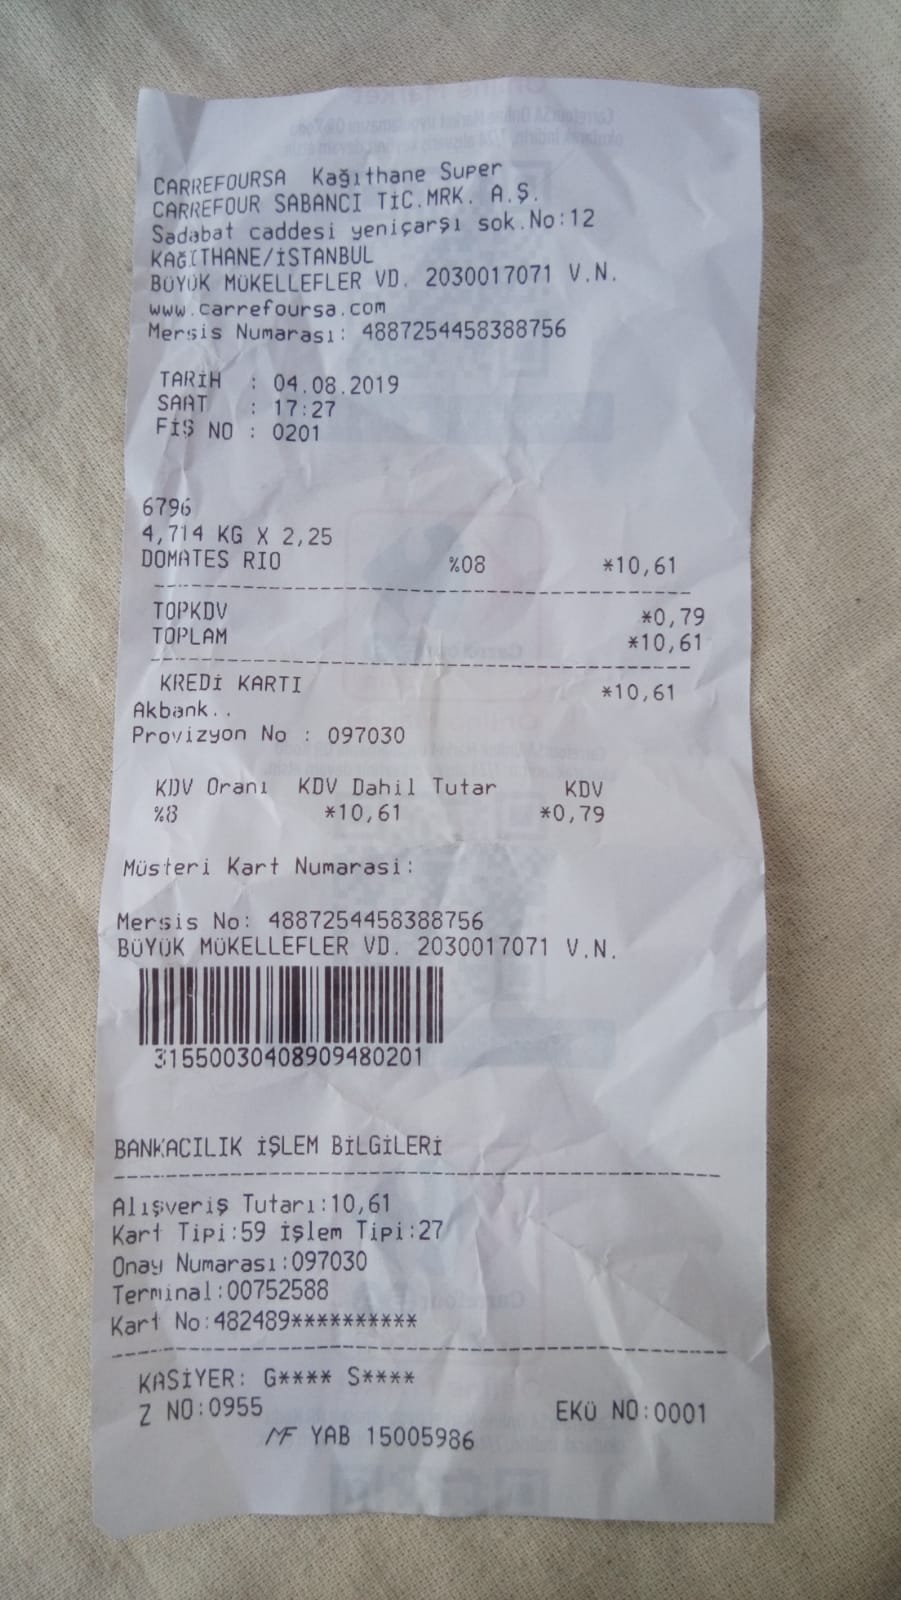 CARREFOURSA Kağıthane Super
CARREFOUR SABANCI TİC.MRK. A.Ş.
Sadabat caddesi yeniçarşı sok.No:12
KAĞITHANE/İSTANBUL
BÜYÜK MÜKELLEFLER VD. 2030017071 V.N.
www.carrefoursa.com
Mersis Numarası: 4887254458388756
TARİH : 04.08.2019
SAAT : 17:27
FİŞ NO : 0201
6796
4,714 KG X 2,25
DOMATES RIO %08 *10,61
TOPKDV *0,79
TOPLAM *10,61
KREDİ KARTI *10,61
Akbank..
Provizyon No : 097030
KDV Oranı KDV Dahil Tutar KDV
%8 *10,61 *0,79
Müsteri Kart Numarasi:
Mersis No: 4887254458388756
BÜYÜK MÜKELLEFLER VD. 2030017071 V.N.
31550030408909480201
BANKACILIK İŞLEM BİLGİLERİ
Alışveriş Tutarı:10,61
Kart Tipi:59 İşlem Tipi:27
Onay Numarası:097030
Terminal:00752588
Kart No:482489**********
KASİYER: G**** S****
Z NO:0955 EKÜ NO:0001
MF YAB 15005986